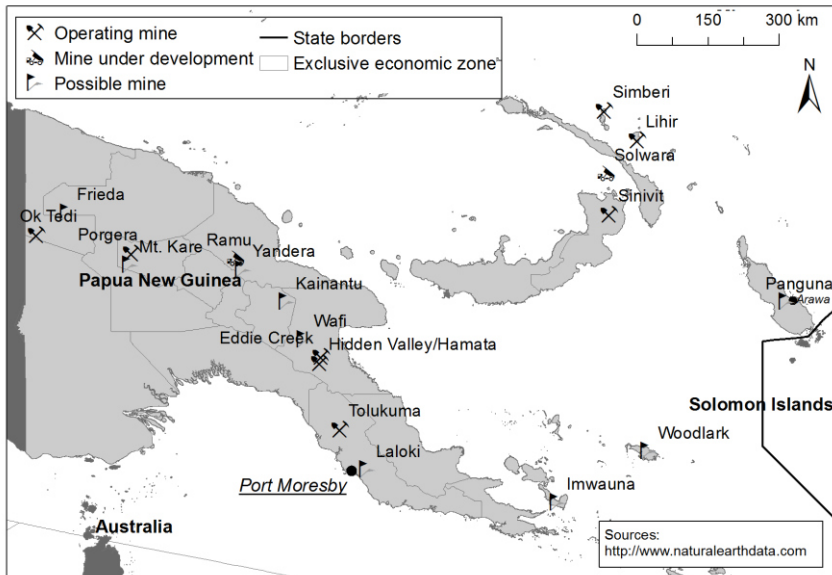 Operating mine
Mine under development
Possible mine
State borders
Exclusive economic zone
0 150 300 km
N
Simberi
Lihir
Solwara
Sinivit
Frieda
Ok Tedi
Porgera
Mt. Kare
Ramu
Yandera
Papua New Guinea
Kainantu
Panguna
Arawa
Wafi
Eddie Creek
Hidden Valley/Hamata
Tolukuma
Solomon Islands
Woodlark
Laloki
Port Moresby
Imwauna
Australia
Sources:
http://www.naturalearthdata.com